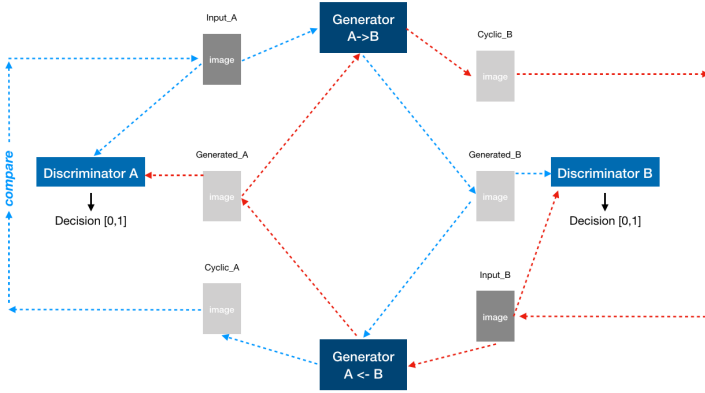 Input_A
image
Generator
A->B
Cyclic_B
image
compare
Discriminator A
Decision [0,1]
Generated_A
image
Generated_B
image
Discriminator B
Decision [0,1]
Cyclic_A
image
Input_B
image
Generator
A <- B